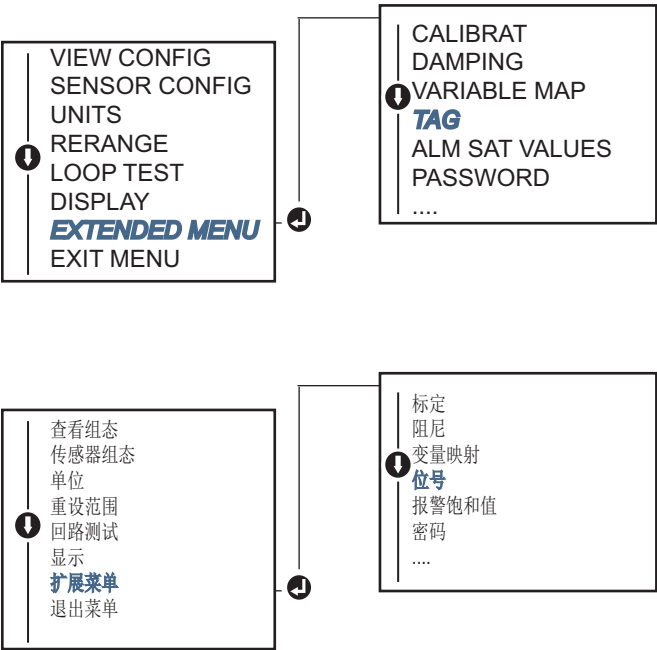 VIEW CONFIG
SENSOR CONFIG
UNITS
RERANGE
LOOP TEST
DISPLAY
EXTENDED MENU
EXIT MENU
CALIBRAT
DAMPING
VARIABLE MAP
TAG
ALM SAT VALUES
PASSWORD
....
查看组态
传感器组态
单位
重设范围
回路测试
显示
扩展菜单
退出菜单
标定
阻尼
变量映射
位号
报警饱和值
密码
....